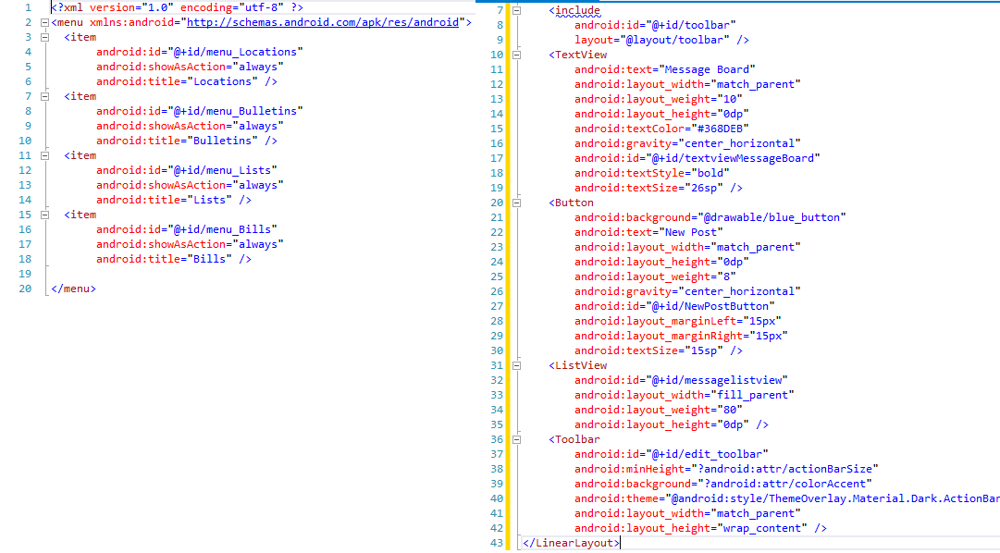 1 <?xml version="1.0" encoding="utf-8" ?>
2 <menu xmlns:android="http://schemas.android.com/apk/res/android">
3 <item
4 android:id="@+id/menu_Locations"
5 android:showAsAction="always"
6 android:title="Locations" />
7 <item
8 android:id="@+id/menu_Bulletins"
9 android:showAsAction="always"
10 android:title="Bulletins" />
11 <item
12 android:id="@+id/menu_Lists"
13 android:showAsAction="always"
14 android:title="Lists" />
15 <item
16 android:id="@+id/menu_Bills"
17 android:showAsAction="always"
18 android:title="Bills" />
19
20 </menu>
7 <include
8 android:id="@+id/toolbar"
9 layout="@layout/toolbar" />
10 <TextView
11 android:text="Message Board"
12 android:layout_width="match_parent"
13 android:layout_weight="10"
14 android:layout_height="0dp"
15 android:textColor="#368DEB"
16 android:gravity="center_horizontal"
17 android:id="@+id/textviewMessageBoard"
18 android:textStyle="bold"
19 android:textSize="26sp" />
20 <Button
21 android:background="@drawable/blue_button"
22 android:text="New Post"
23 android:layout_width="match_parent"
24 android:layout_height="0dp"
25 android:layout_weight="8"
26 android:gravity="center_horizontal"
27 android:id="@+id/NewPostButton"
28 android:layout_marginLeft="15px"
29 android:layout_marginRight="15px"
30 android:textSize="15sp" />
31 <ListView
32 android:id="@+id/messagelistview"
33 android:layout_width="fill_parent"
34 android:layout_weight="80"
35 android:layout_height="0dp" />
36 <Toolbar
37 android:id="@+id/edit_toolbar"
38 android:minHeight="?android:attr/actionBarSize"
39 android:background="?android:attr/colorAccent"
40 android:theme="@android:style/ThemeOverlay.Material.Dark.ActionBar
41 android:layout_width="match_parent"
42 android:layout_height="wrap_content" />
43 </LinearLayout>